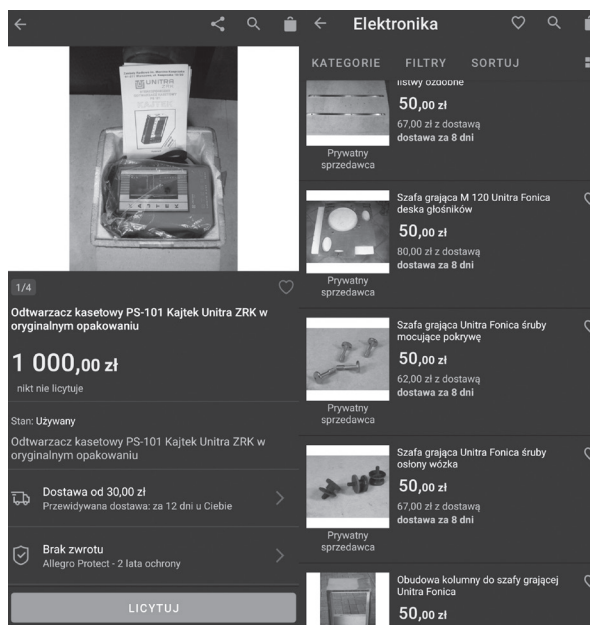 UNITRA
KAJTEK
1/4
Odtwarzacz kasetowy PS-101 Kajtek Unitra ZRK w
oryginalnym opakowaniu
1 000,00 zł
nikt nie licytuje
Stan: Używany
Odtwarzacz kasetowy PS-101 Kajtek Unitra ZRK w
oryginalnym opakowaniu
Dostawa od 30,00 zł
Przewidywana dostawa: za 12 dni u Ciebie
Brak zwrotu
Allegro Protect - 2 lata ochrony
LICYTUJ
Elektronika
KATEGORIE FILTRY SORTUJ
listwy ozdobne
50,00 zł
67,00 zł z dostawą
dostawa za 8 dni
Prywatny
sprzedawca
Szafa grająca M 120 Unitra Fonica
deska głośników
50,00 zł
80,00 zł z dostawą
dostawa za 8 dni
Prywatny
sprzedawca
Szafa grająca Unitra Fonica śruby
mocujące pokrywę
50,00 zł
62,00 zł z dostawą
dostawa za 8 dni
Prywatny
sprzedawca
Szafa grająca Unitra Fonica śruby
osłony wózka
50,00 zł
67,00 zł z dostawą
dostawa za 8 dni
Prywatny
sprzedawca
Obudowa kolumny do szafy grającej
Unitra Fonica
50,00 zł